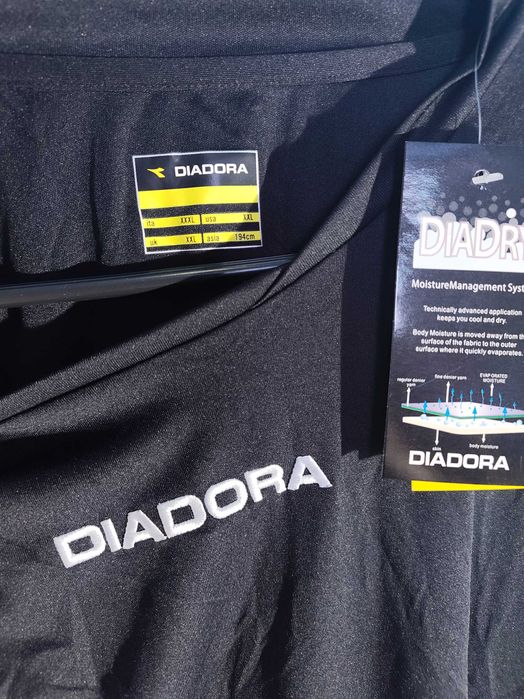 DIADORA
ita XXXL usa XXL
uk XXL asia 194cm
DIADORA
DIADRY
MoistureManagement Syst
Technically advanced application
keeps you cool and dry.
Body Moisture is moved away from the
surface of the fabric to the outer
surface where it quickly evaporates.
regular denier
yarn
fine denier yarn
EVAPORATED
MOISTURE
skin
body moisture
DIADORA